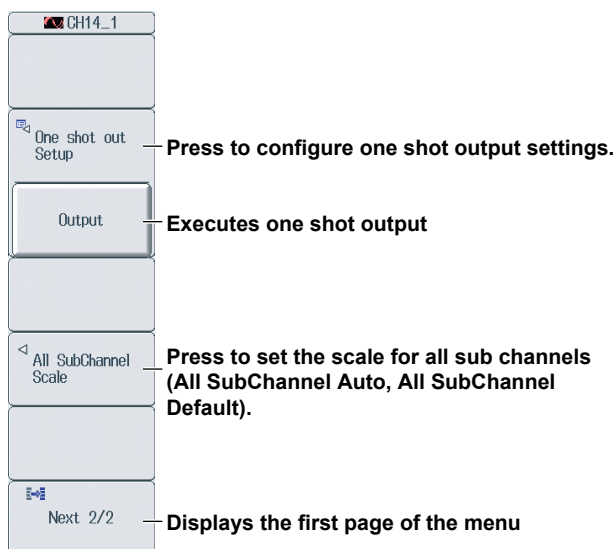 CH14_1
One shot out
Setup
Press to configure one shot output settings.
Output
Executes one shot output
All SubChannel
Scale
Press to set the scale for all sub channels
(All SubChannel Auto, All SubChannel
Default).
Next 2/2
Displays the first page of the menu